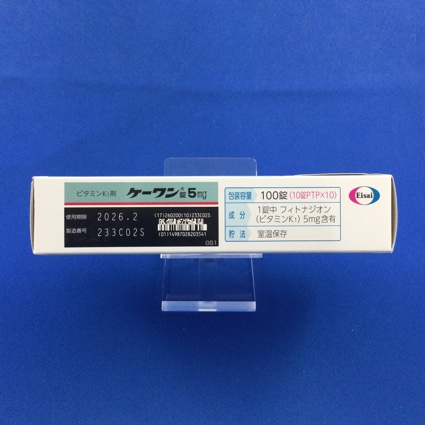 ビタミンK₁剤 ケーワン®錠5mg
使用期限 2026.2
製造番号 233C02S
(17)260200(10)233C02S
(01)14987028203541
GS1
包装容量 100錠(10錠PTP×10)
成分 1錠中 フィトナジオン
(ビタミンK₁) 5mg含有
貯法 室温保存
Eisai